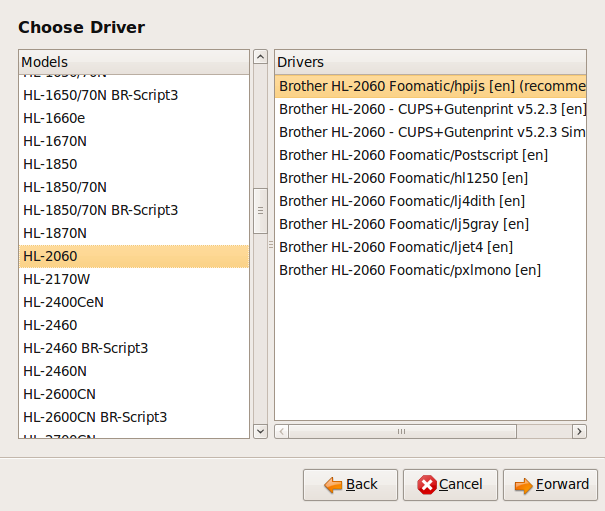 Choose Driver
Models
HL-1650/70N BR-Script3
HL-1660e
HL-1670N
HL-1850
HL-1850/70N
HL-1850/70N BR-Script3
HL-1870N
HL-2060
HL-2170W
HL-2400CeN
HL-2460
HL-2460 BR-Script3
HL-2460N
HL-2600CN
HL-2600CN BR-Script3
Drivers
Brother HL-2060 Foomatic/hpijs [en] (recomme
Brother HL-2060 - CUPS+Gutenprint v5.2.3 [en]
Brother HL-2060 - CUPS+Gutenprint v5.2.3 Sim
Brother HL-2060 Foomatic/Postscript [en]
Brother HL-2060 Foomatic/hl1250 [en]
Brother HL-2060 Foomatic/lj4dith [en]
Brother HL-2060 Foomatic/lj5gray [en]
Brother HL-2060 Foomatic/ljet4 [en]
Brother HL-2060 Foomatic/pxlmono [en]
Back
Cancel
Forward